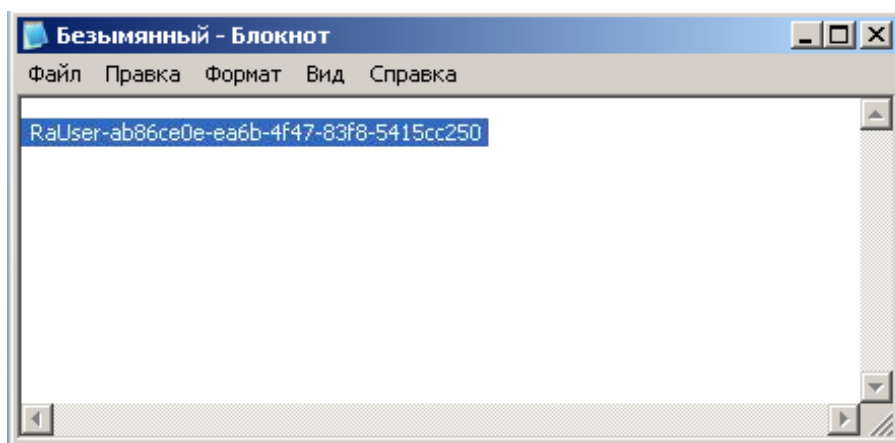 Безымянный - Блокнот
Файл Правка Формат Вид Справка
RaUser-ab86ce0e-ea6b-4f47-83f8-5415cc250